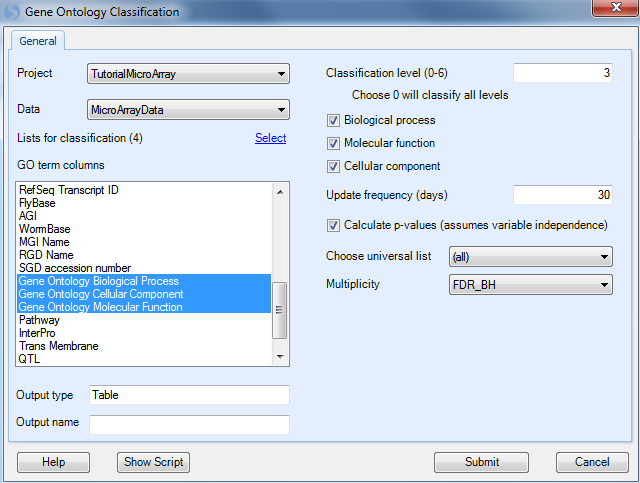 Gene Ontology Classification
General
Project
TutorialMicroArray
Data
MicroArrayData
Lists for classification (4)
Select
GO term columns
RefSeq Transcript ID
FlyBase
AGI
WormBase
MGI Name
RGD Name
SGD accession number
Gene Ontology Biological Process
Gene Ontology Cellular Component
Gene Ontology Molecular Function
Pathway
InterPro
Trans Membrane
QTL
Output type
Table
Output name
Classification level (0-6)
3
Choose 0 will classify all levels
Biological process
Molecular function
Cellular component
Update frequency (days)
30
Calculate p-values (assumes variable independence)
Choose universal list
(all)
Multiplicity
FDR_BH
Help
Show Script
Submit
Cancel